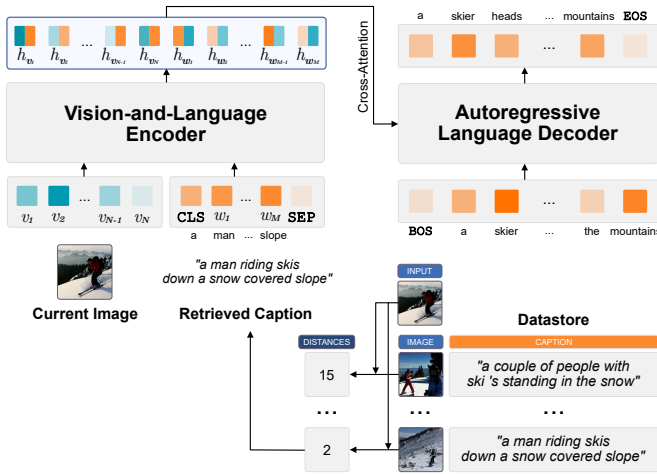 a skier heads ... mountains EOS
h_v1 h_v2 ... h_vN-1 h_vN h_w1 h_w2 ... h_wM-1 h_wM
Cross-Attention
Vision-and-Language
Encoder
Autoregressive
Language Decoder
v1 v2 ... vN-1 vN
CLS w1 ... wM SEP
a man ... slope
BOS a skier ... the mountains
"a man riding skis
down a snow covered slope"
Current Image
Retrieved Caption
INPUT
Datastore
DISTANCES
IMAGE
CAPTION
15
"a couple of people with
ski 's standing in the snow"
... ... ...
2
"a man riding skis
down a snow covered slope"